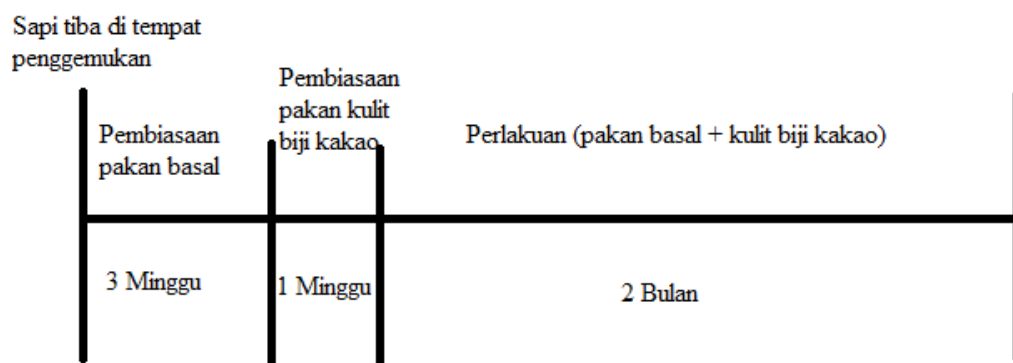 Sapi tiba di tempat
penggemukan
Pembiasaan
pakan basal
Pembiasaan
pakan kulit
biji kakao
Perlakuan (pakan basal + kulit biji kakao)
3 Minggu
1 Minggu
2 Bulan